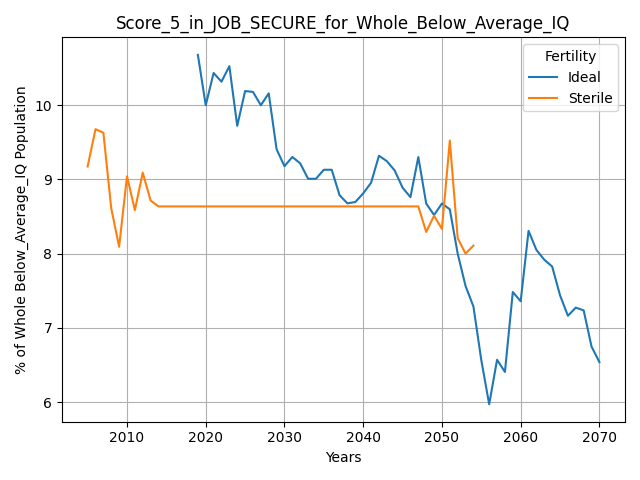 Score_5_in_JOB_SECURE_for_Whole_Below_Average_IQ
Fertility
Ideal
Sterile
% of Whole Below_Average_IQ Population
10
9
8
7
6
2010 2020 2030 2040 2050 2060 2070
Years